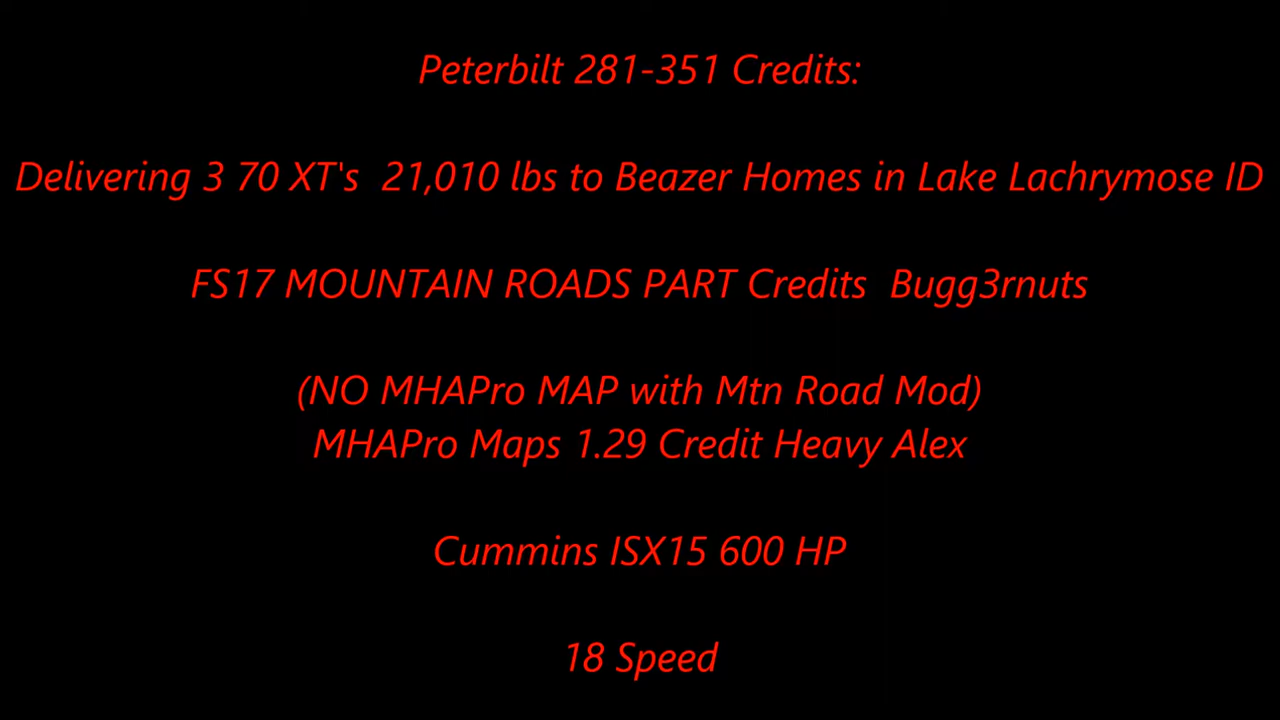 Peterbilt 281-351 Credits:
Delivering 3 70 XT's  21,010 lbs to Beazer Homes in Lake Lachrymose ID
FS17 MOUNTAIN ROADS PART Credits  Bugg3rnuts
(NO MHAPro MAP with Mtn Road Mod)
MHAPro Maps 1.29 Credit Heavy Alex
Cummins ISX15 600 HP
18 Speed